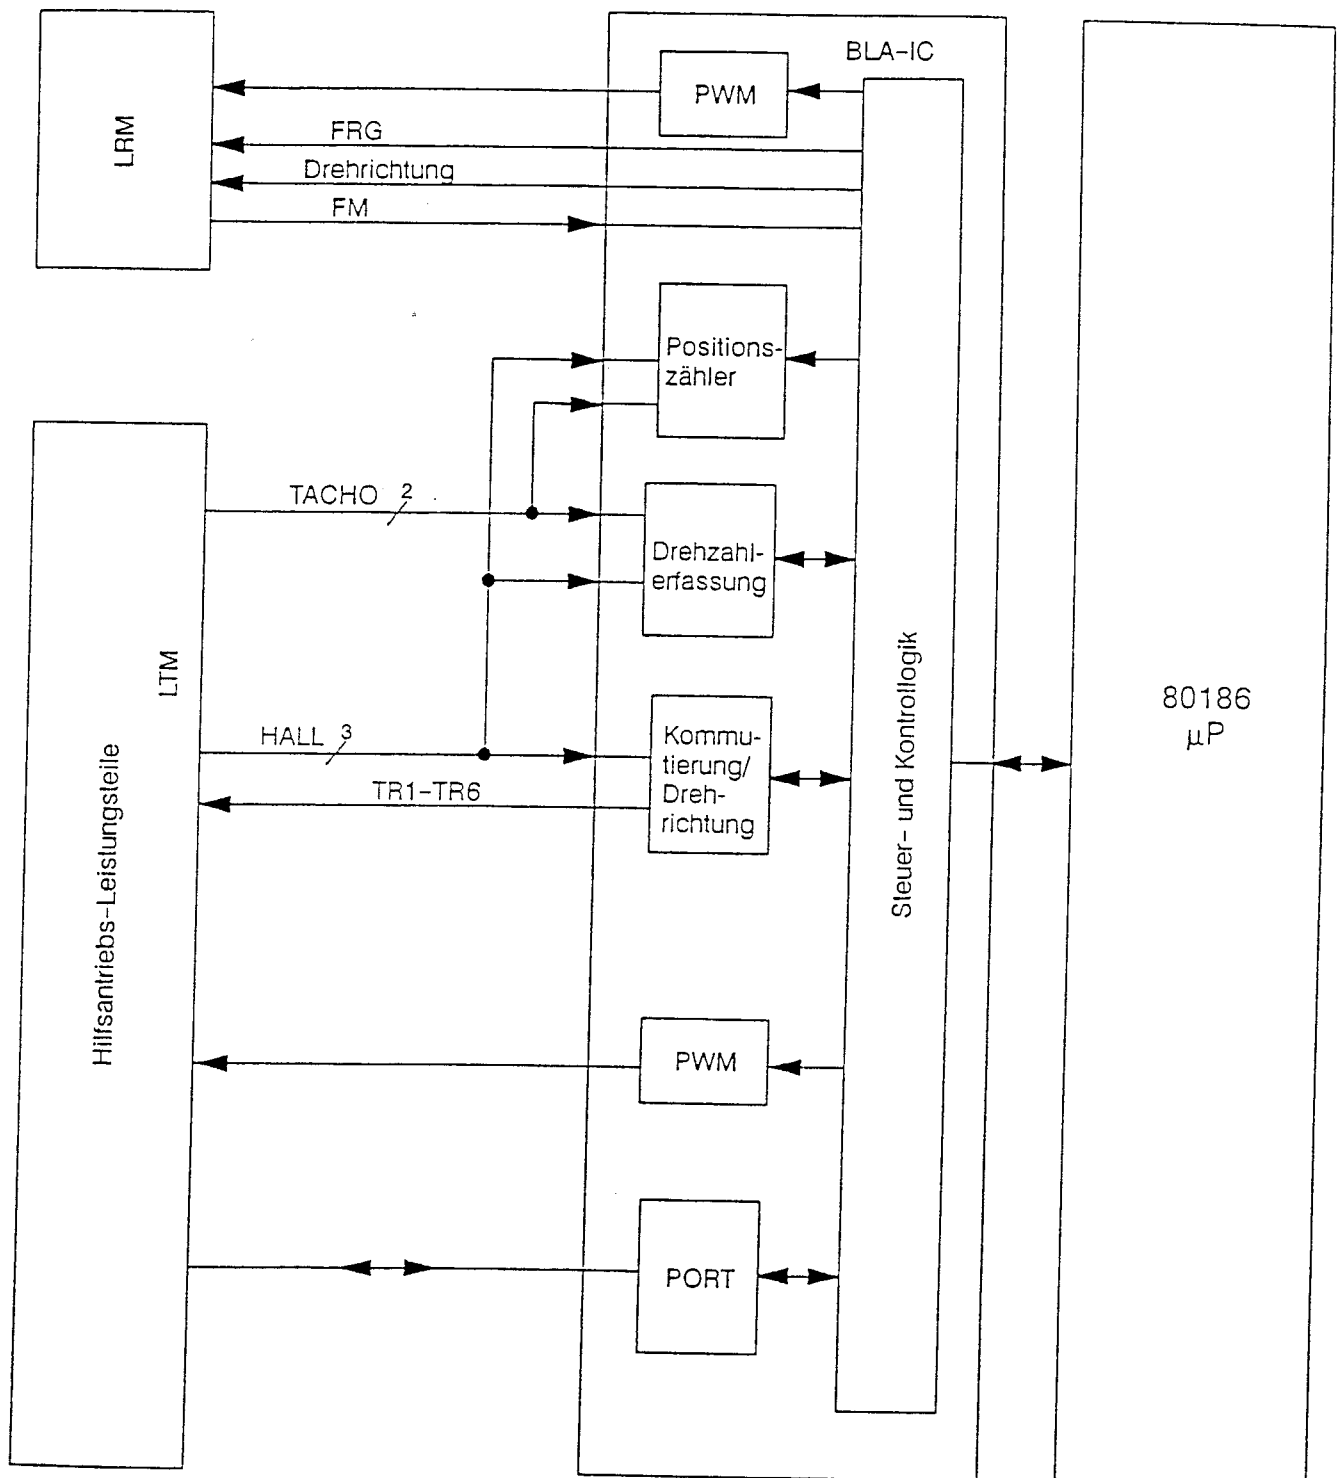 BLA-IC
LRM
PWM
FRG
Drehrichtung
FM
Positions-
zähler
TACHO 2
Drehzahl-
erfassung
LTM
Hilfsantriebs-Leistungsteile
HALL 3
TR1-TR6
Kommu-
tierung/
Dreh-
richtung
Steuer- und Kontrollogik
80186
µP
PWM
PORT